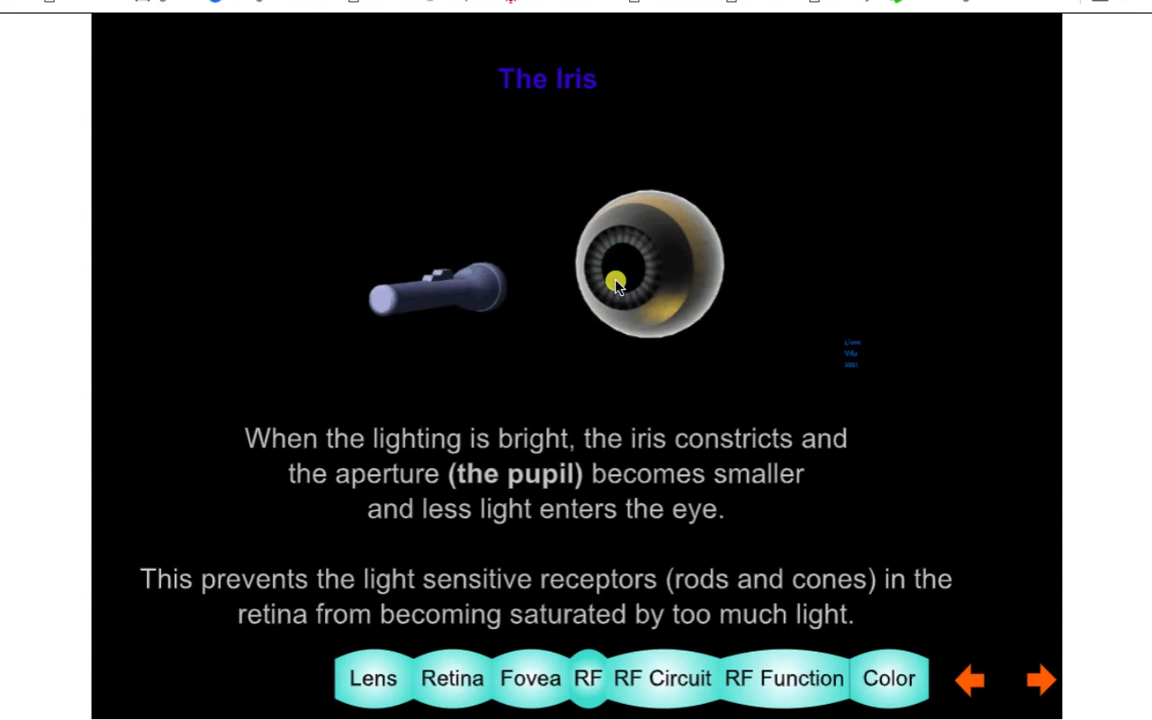 The Iris
When the lighting is bright, the iris constricts and
the aperture (the pupil) becomes smaller
and less light enters the eye.
This prevents the light sensitive receptors (rods and cones) in the
retina from becoming saturated by too much light.
Lens Retina Fovea RF RF Circuit RF Function Color